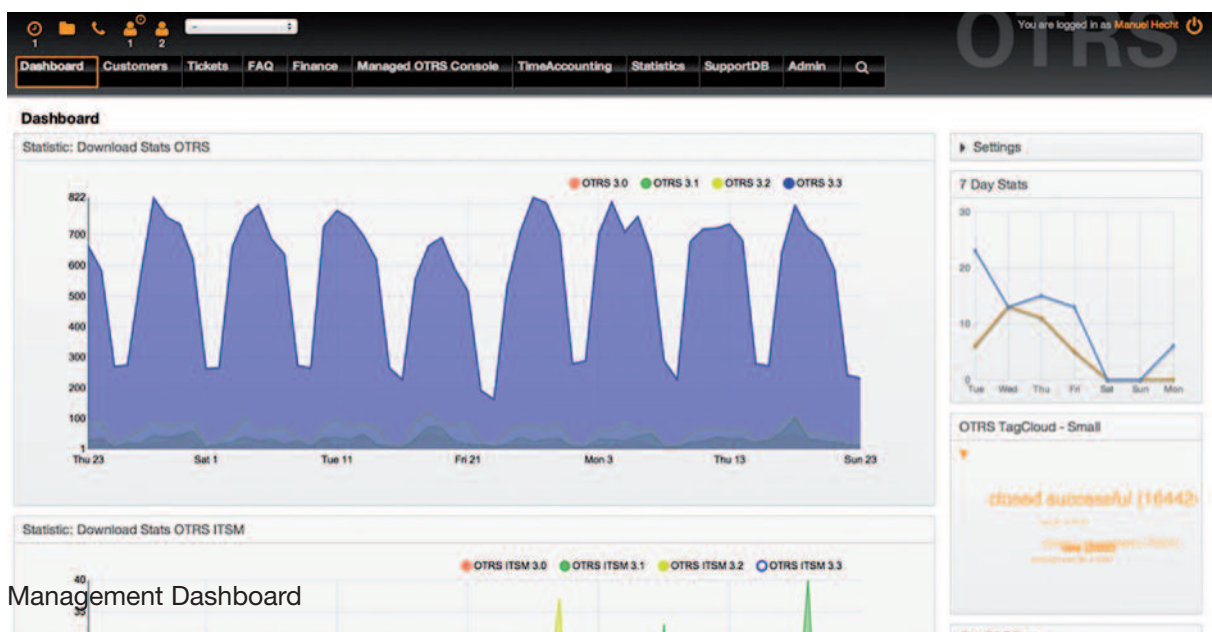 OTRS
You are logged in as Manuel Hecht
1
1
2
Dashboard Customers Tickets FAQ Finance Managed OTRS Console TimeAccounting Statistics SupportDB Admin
Dashboard
Statistic: Download Stats OTRS
OTRS 3.0 OTRS 3.1 OTRS 3.2 OTRS 3.3
822
700
600
500
400
300
200
100
1
Thu 23 Sat 1 Tue 11 Fri 21 Mon 3 Thu 13 Sun 23
Settings
7 Day Stats
30
20
10
0
Tue Wed Thu Fri Sat Sun Mon
OTRS TagCloud - Small
closed successful (16442
Statistic: Download Stats OTRS ITSM
OTRS ITSM 3.0 OTRS ITSM 3.1 OTRS ITSM 3.2 OTRS ITSM 3.3
40
35
Management Dashboard